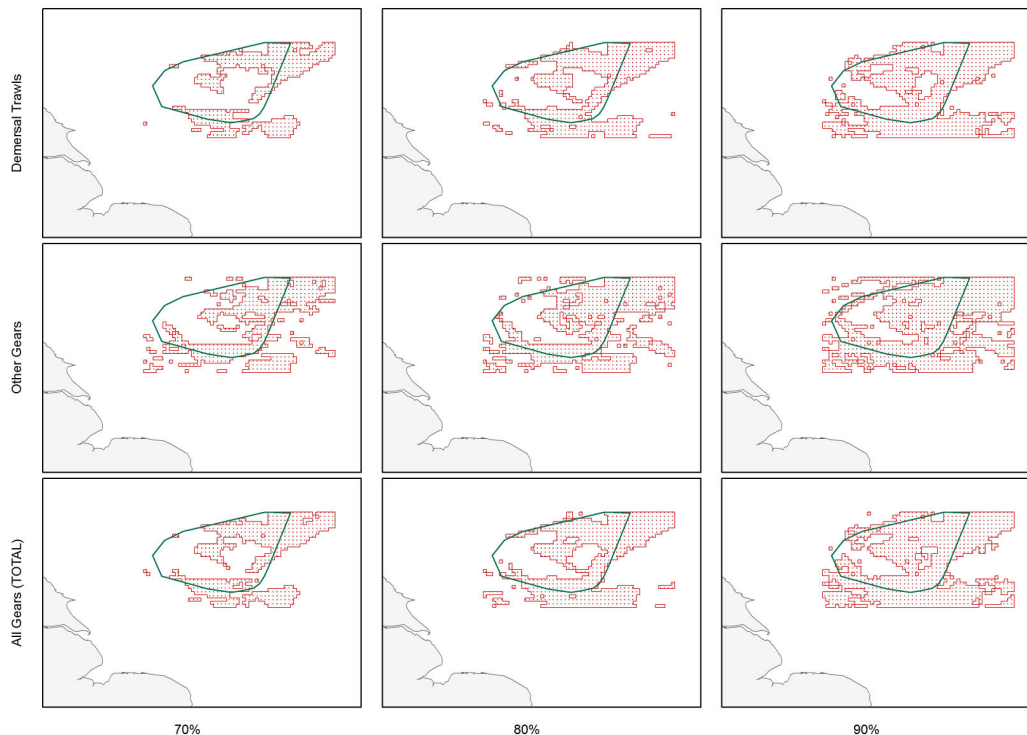 Demersal Trawls
Other Gears
All Gears (TOTAL)
70%
80%
90%